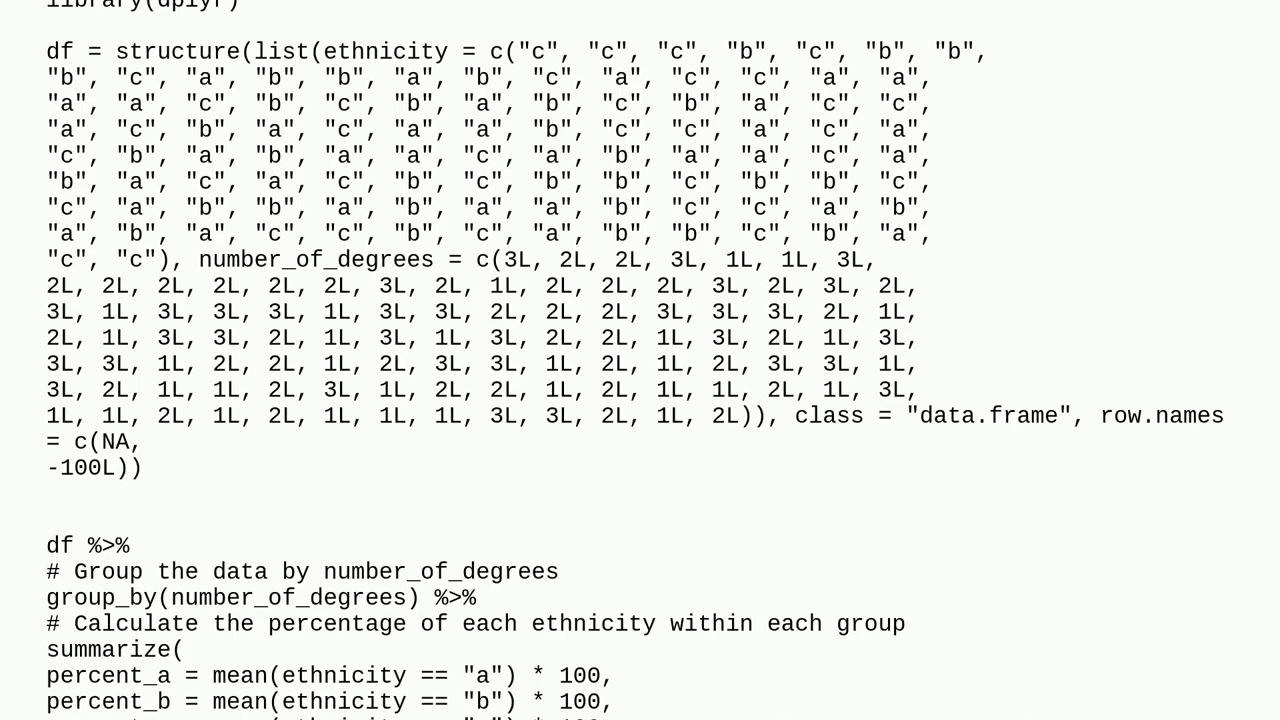 library(dplyr)
df = structure(list(ethnicity = c("c", "c", "c", "b", "c", "b", "b",
"b", "c", "a", "b", "b", "a", "b", "c", "a", "c", "c", "a", "a",
"a", "a", "c", "b", "c", "b", "a", "b", "c", "b", "a", "c", "c",
"a", "c", "b", "a", "c", "a", "a", "b", "c", "c", "a", "c", "a",
"c", "b", "a", "b", "a", "a", "c", "a", "b", "a", "a", "c", "a",
"b", "a", "c", "a", "c", "b", "c", "b", "b", "c", "b", "b", "c",
"c", "a", "b", "b", "a", "b", "a", "a", "b", "c", "c", "a", "b",
"a", "b", "a", "c", "c", "b", "c", "a", "b", "b", "c", "b", "a",
"c", "c"), number_of_degrees = c(3L, 2L, 2L, 3L, 1L, 1L, 3L,
2L, 2L, 2L, 2L, 2L, 2L, 3L, 2L, 1L, 2L, 2L, 2L, 3L, 2L, 3L, 2L,
3L, 1L, 3L, 3L, 3L, 1L, 3L, 3L, 2L, 2L, 2L, 3L, 3L, 3L, 2L, 1L,
2L, 1L, 3L, 3L, 2L, 1L, 3L, 1L, 3L, 2L, 2L, 1L, 3L, 2L, 1L, 3L,
3L, 3L, 1L, 2L, 2L, 1L, 2L, 3L, 3L, 1L, 2L, 1L, 2L, 3L, 3L, 1L,
3L, 2L, 1L, 1L, 2L, 3L, 1L, 2L, 2L, 1L, 2L, 1L, 1L, 2L, 1L, 3L,
1L, 1L, 2L, 1L, 2L, 1L, 1L, 1L, 3L, 3L, 2L, 1L, 2L)), class = "data.frame", row.names
= c(NA,
-100L))
df %>%
# Group the data by number_of_degrees
group_by(number_of_degrees) %>%
# Calculate the percentage of each ethnicity within each group
summarize(
percent_a = mean(ethnicity == "a") * 100,
percent_b = mean(ethnicity == "b") * 100,